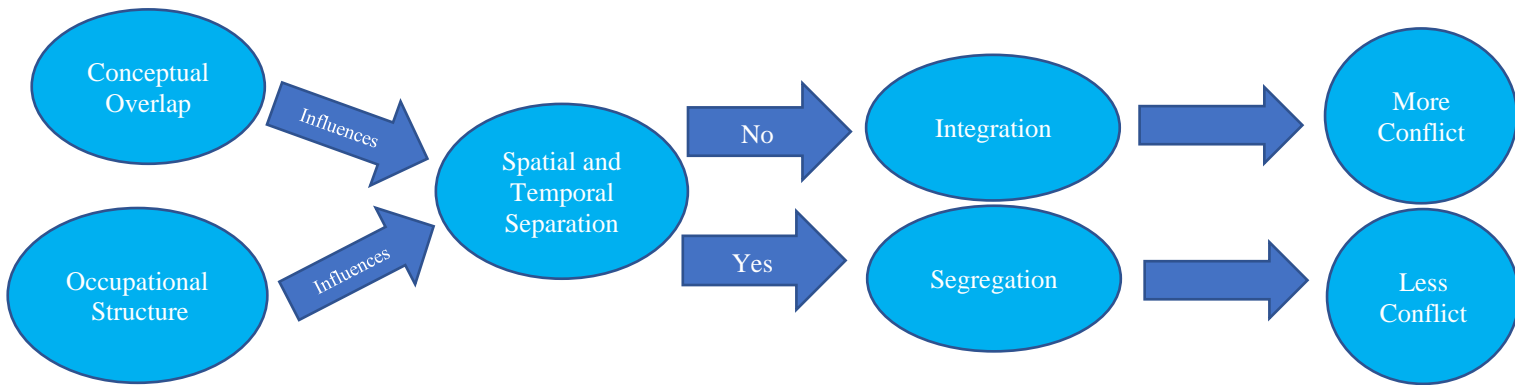 Conceptual
Overlap
Influences
Occupational
Structure
Influences
Spatial and
Temporal
Separation
No
Yes
Integration
Segregation
More
Conflict
Less
Conflict